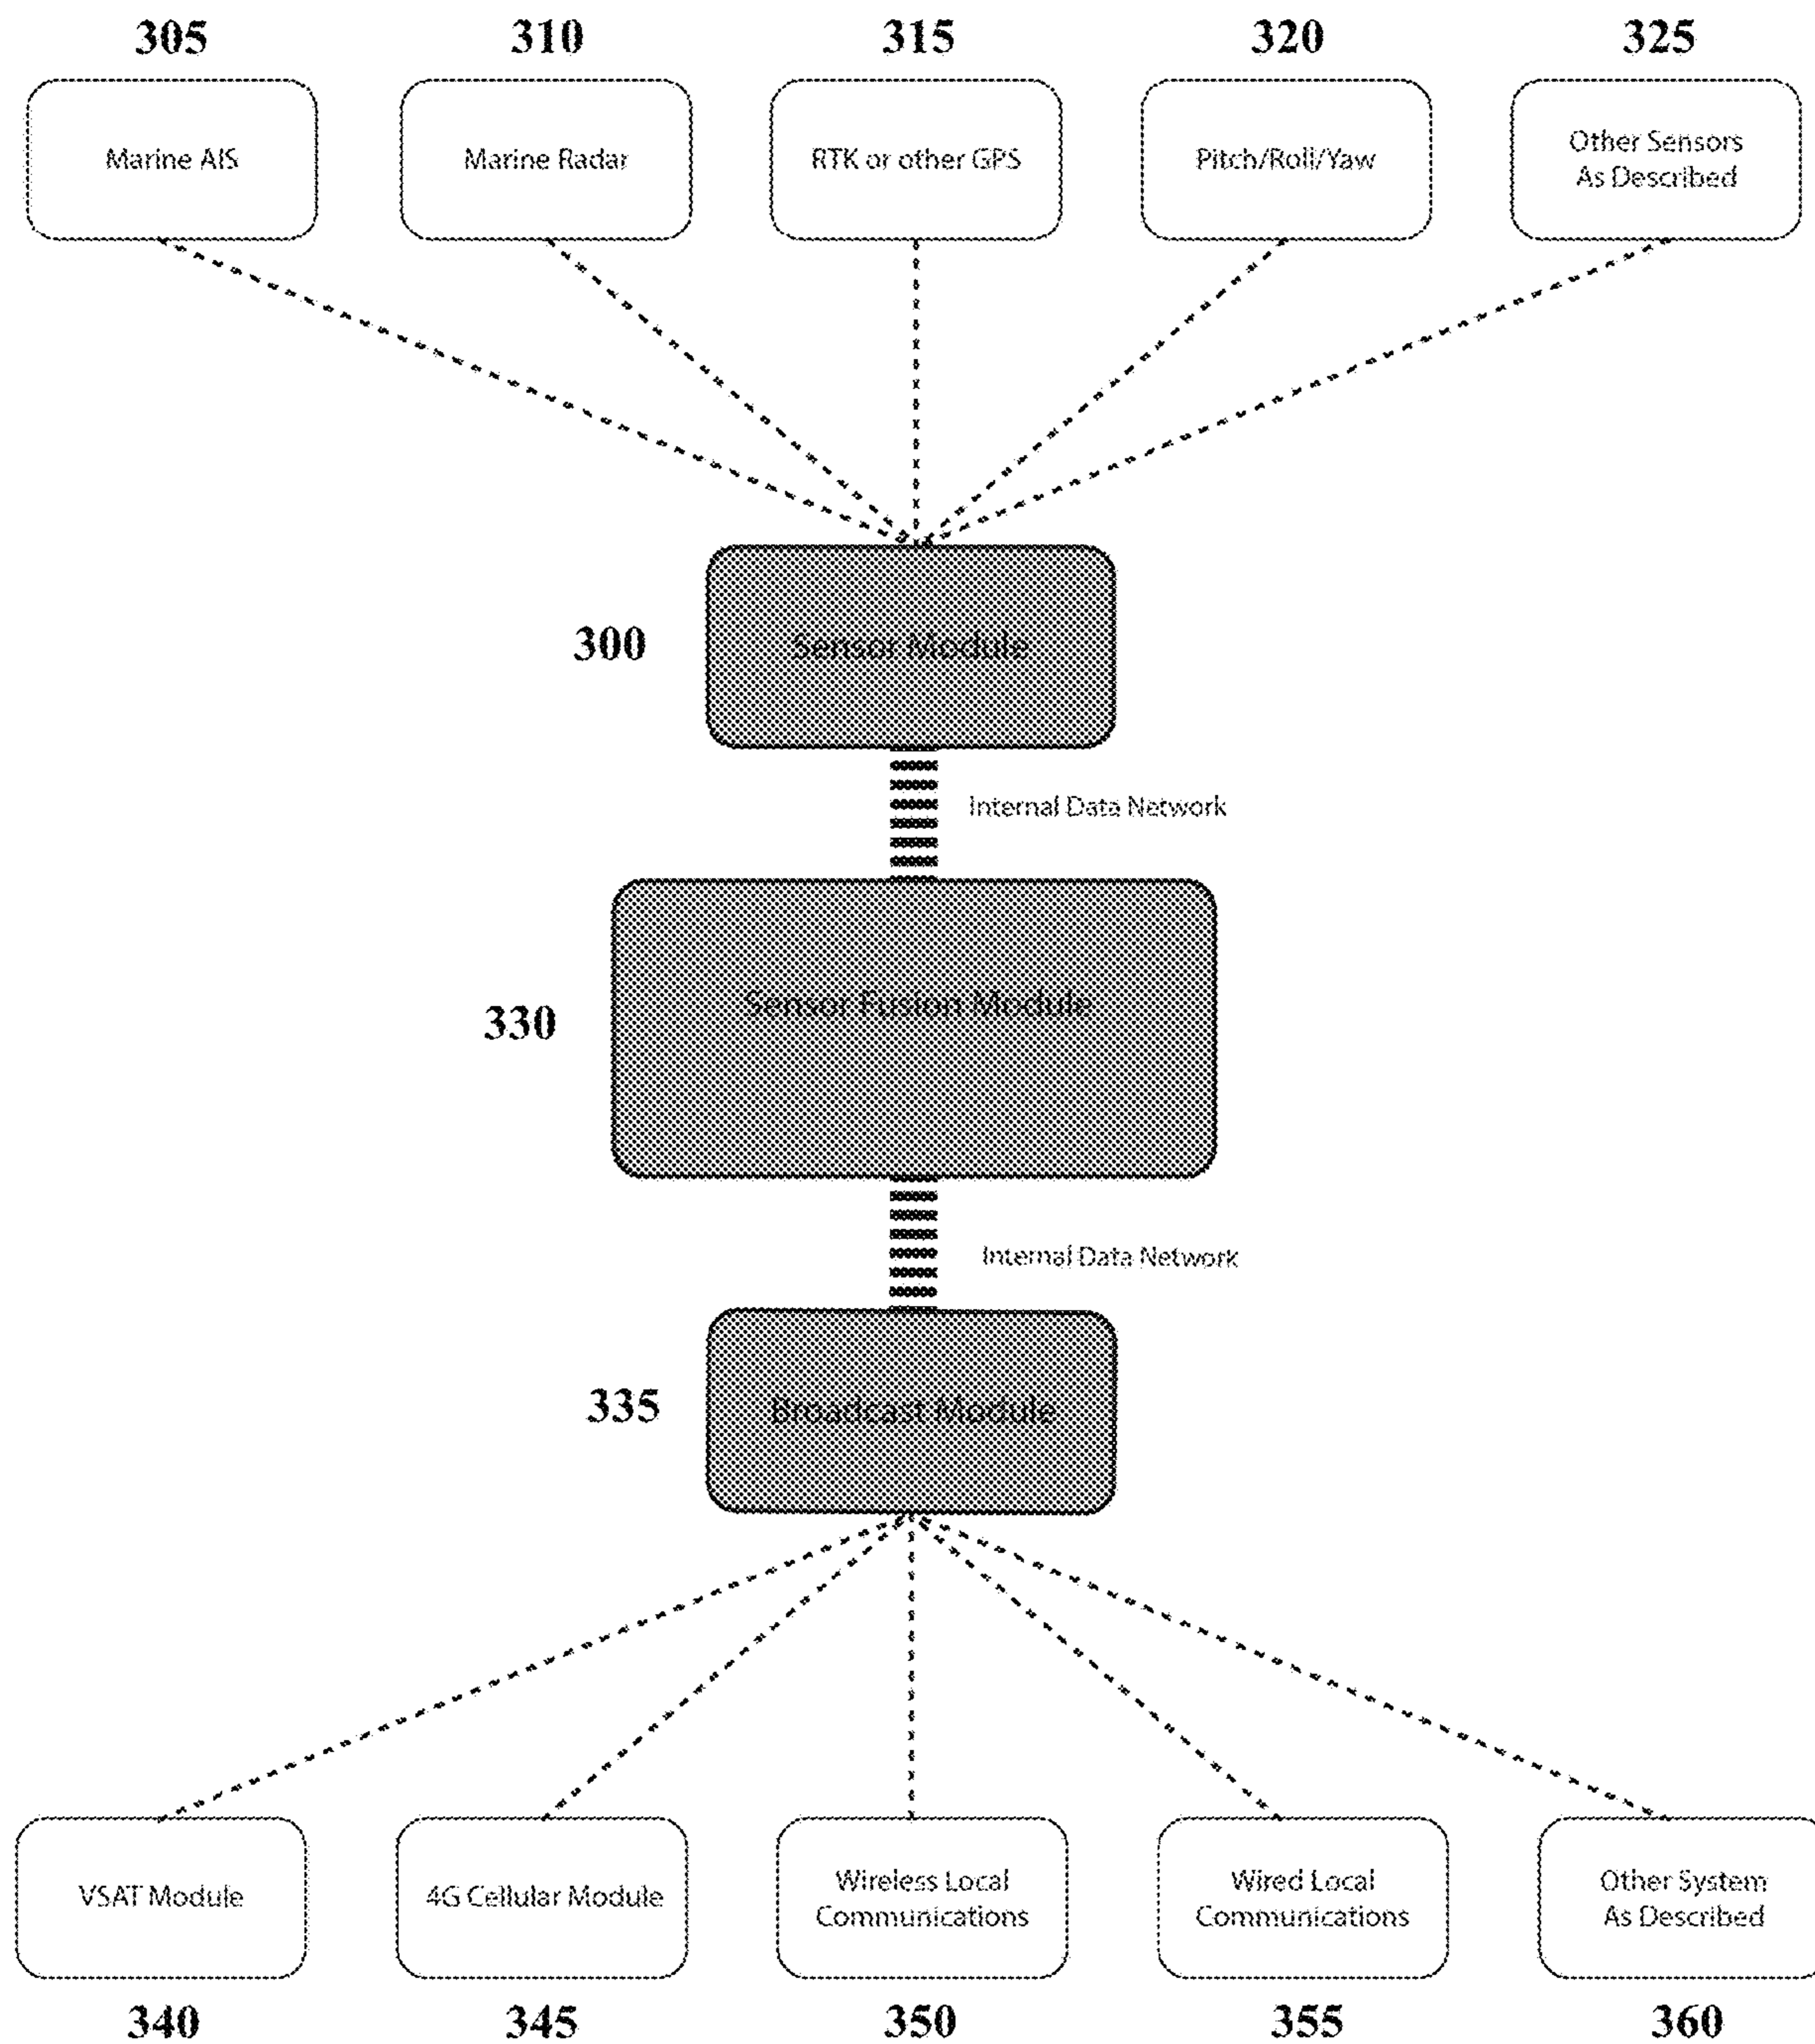 305 310 315 320 325
Marine AIS
Marine Radar
RTK or other GPS
Pitch/Roll/Yaw
Other Sensors
As Described
300
Sensor Module
Internal Data Network
330
Sensor Fusion Module
Internal Data Network
335
Broadcast Module
VSAT Module
4G Cellular Module
Wireless Local
Communications
Wired Local
Communications
Other System
As Described
340 345 350 355 360